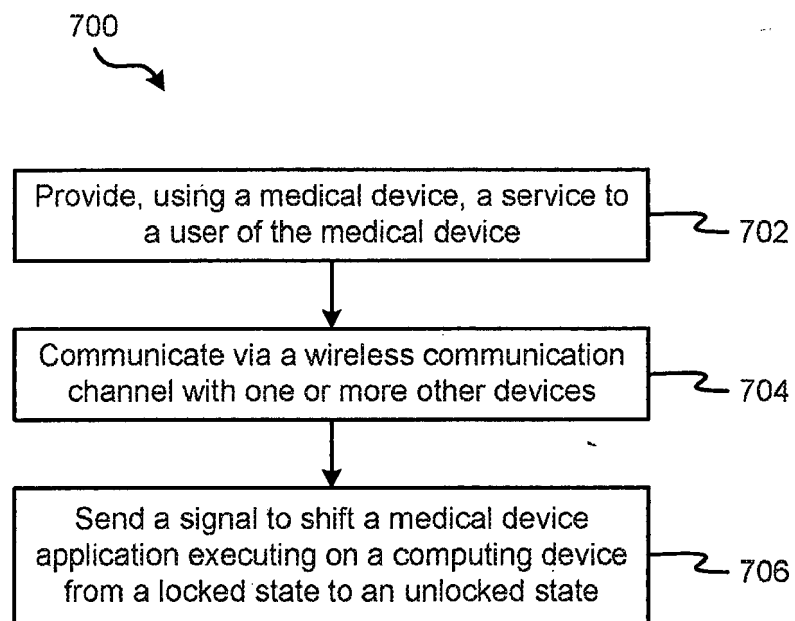 700
Provide, using a medical device, a service to
a user of the medical device
702
Communicate via a wireless communication
channel with one or more other devices
704
Send a signal to shift a medical device
application executing on a computing device
from a locked state to an unlocked state
706